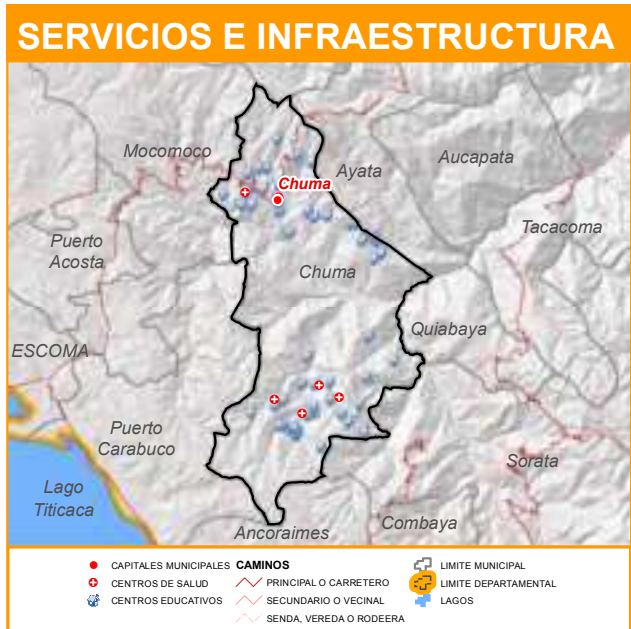 SERVICIOS E INFRAESTRUCTURA
Mocomoco
Ayata
Aucapata
Chuma
Tacacoma
Puerto
Acosta
Chuma
Quiabaya
ESCOMA
Puerto
Carabuco
Sorata
Lago
Titicaca
Combaya
Ancoraimes
CAPITALES MUNICIPALES
CENTROS DE SALUD
CENTROS EDUCATIVOS
CAMINOS
PRINCIPAL O CARRETERO
SECUNDARIO O VECINAL
SENDA, VEREDA O RODEERA
LIMITE MUNICIPAL
LIMITE DEPARTAMENTAL
LAGOS